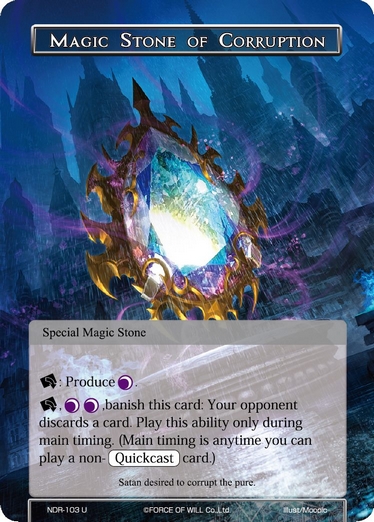 Magic Stone of Corruption
Special Magic Stone
: Produce .
, ,banish this card: Your opponent
discards a card. Play this ability only during
main timing. (Main timing is anytime you can
play a non- Quickcast card.)
Satan desired to corrupt the pure.
NDR-103 U ©FORCE OF WILL Co.,Ltd. Illust/Moopic